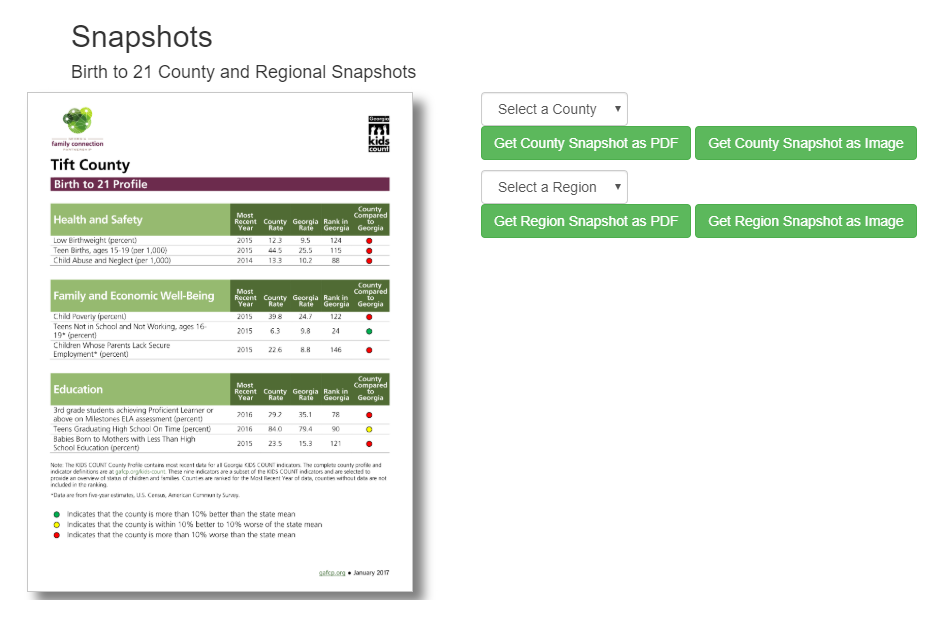 Snapshots
Birth to 21 County and Regional Snapshots
family connection
Georgia
kids
count
Tift County
Birth to 21 Profile
Health and Safety
Most Recent Year County Rate Georgia Rate Rank in Georgia County Compared to Georgia
Low Birthweight (percent) 2015 12.3 9.5 124
Teen Births, ages 15-19 (per 1,000) 2015 44.5 25.5 115
Child Abuse and Neglect (per 1,000) 2014 13.3 10.2 88
Family and Economic Well-Being
Most Recent Year County Rate Georgia Rate Rank in Georgia County Compared to Georgia
Child Poverty (percent) 2015 39.8 24.7 122
Teens Not in School and Not Working, ages 16-
19* (percent) 2015 6.3 9.8 24
Children Whose Parents Lack Secure
Employment* (percent) 2015 22.6 8.8 146
Education
Most Recent Year County Rate Georgia Rate Rank in Georgia County Compared to Georgia
3rd grade students achieving Proficient Learner or
above on Milestones ELA assessment (percent) 2016 29.2 35.1 78
Teens Graduating High School On Time (percent) 2016 84.0 79.4 90
Babies Born to Mothers with Less Than High
School Education (percent) 2015 23.5 15.3 121
Note: The KIDS COUNT County Profile contains most recent data for all Georgia KIDS COUNT indicators. The complete county profile and
indicator definitions are at gafcp.org/kids-count. These nine indicators are a subset of the KIDS COUNT indicators and are selected to
provide an overview of status of children and families. Counties are ranked for the Most Recent Year of data, counties without data are not
included in the ranking.
*Data are from five-year estimates, U.S. Census, American Community Survey.
Indicates that the county is more than 10% better than the state mean
Indicates that the county is within 10% better to 10% worse of the state mean
Indicates that the county is more than 10% worse than the state mean
gafcp.org • January 2017
Select a County
Get County Snapshot as PDF Get County Snapshot as Image
Select a Region
Get Region Snapshot as PDF Get Region Snapshot as Image